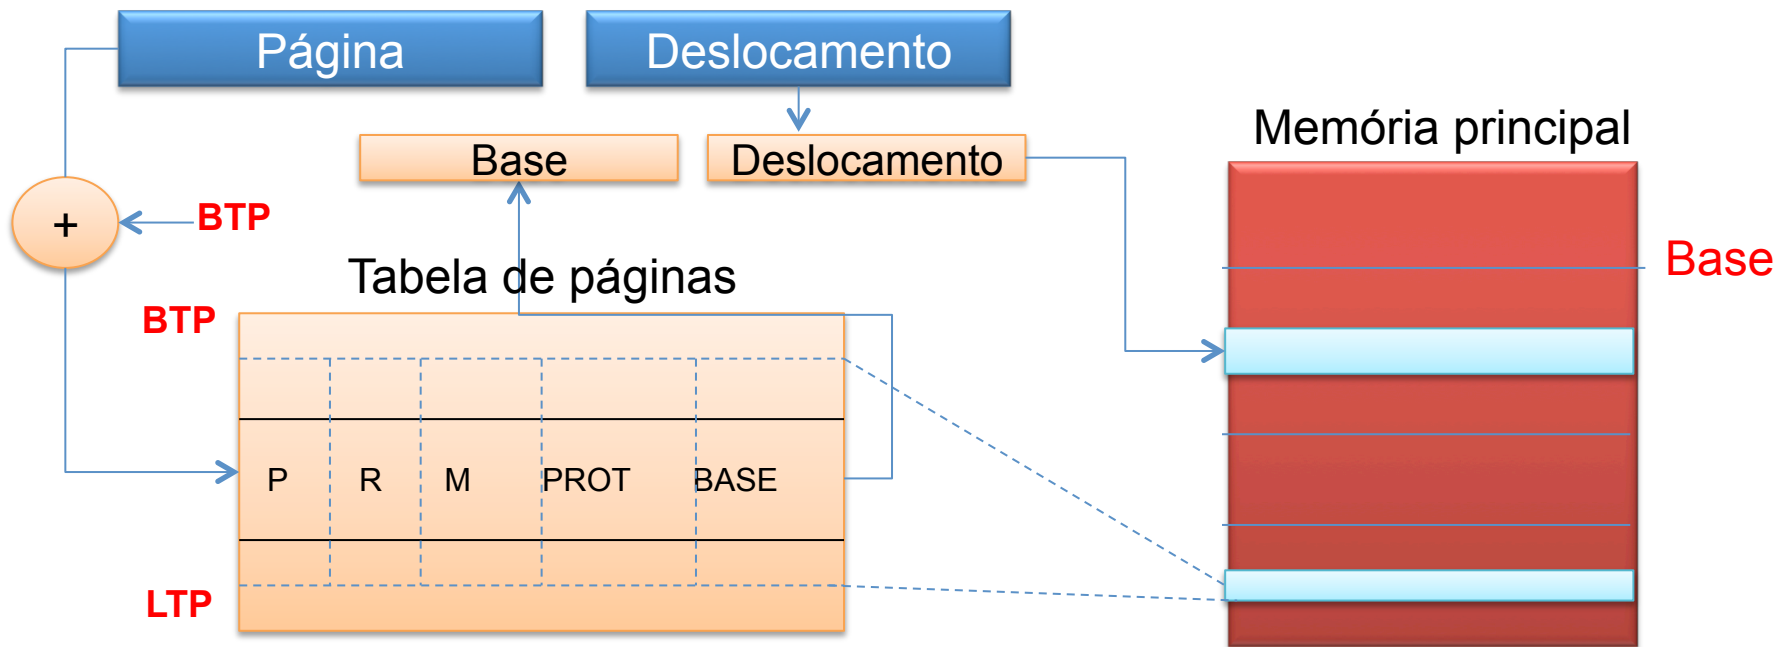 Página
Deslocamento
Memória principal
Base
Deslocamento
BTP
+
Base
Tabela de páginas
BTP
P R M PROT BASE
LTP